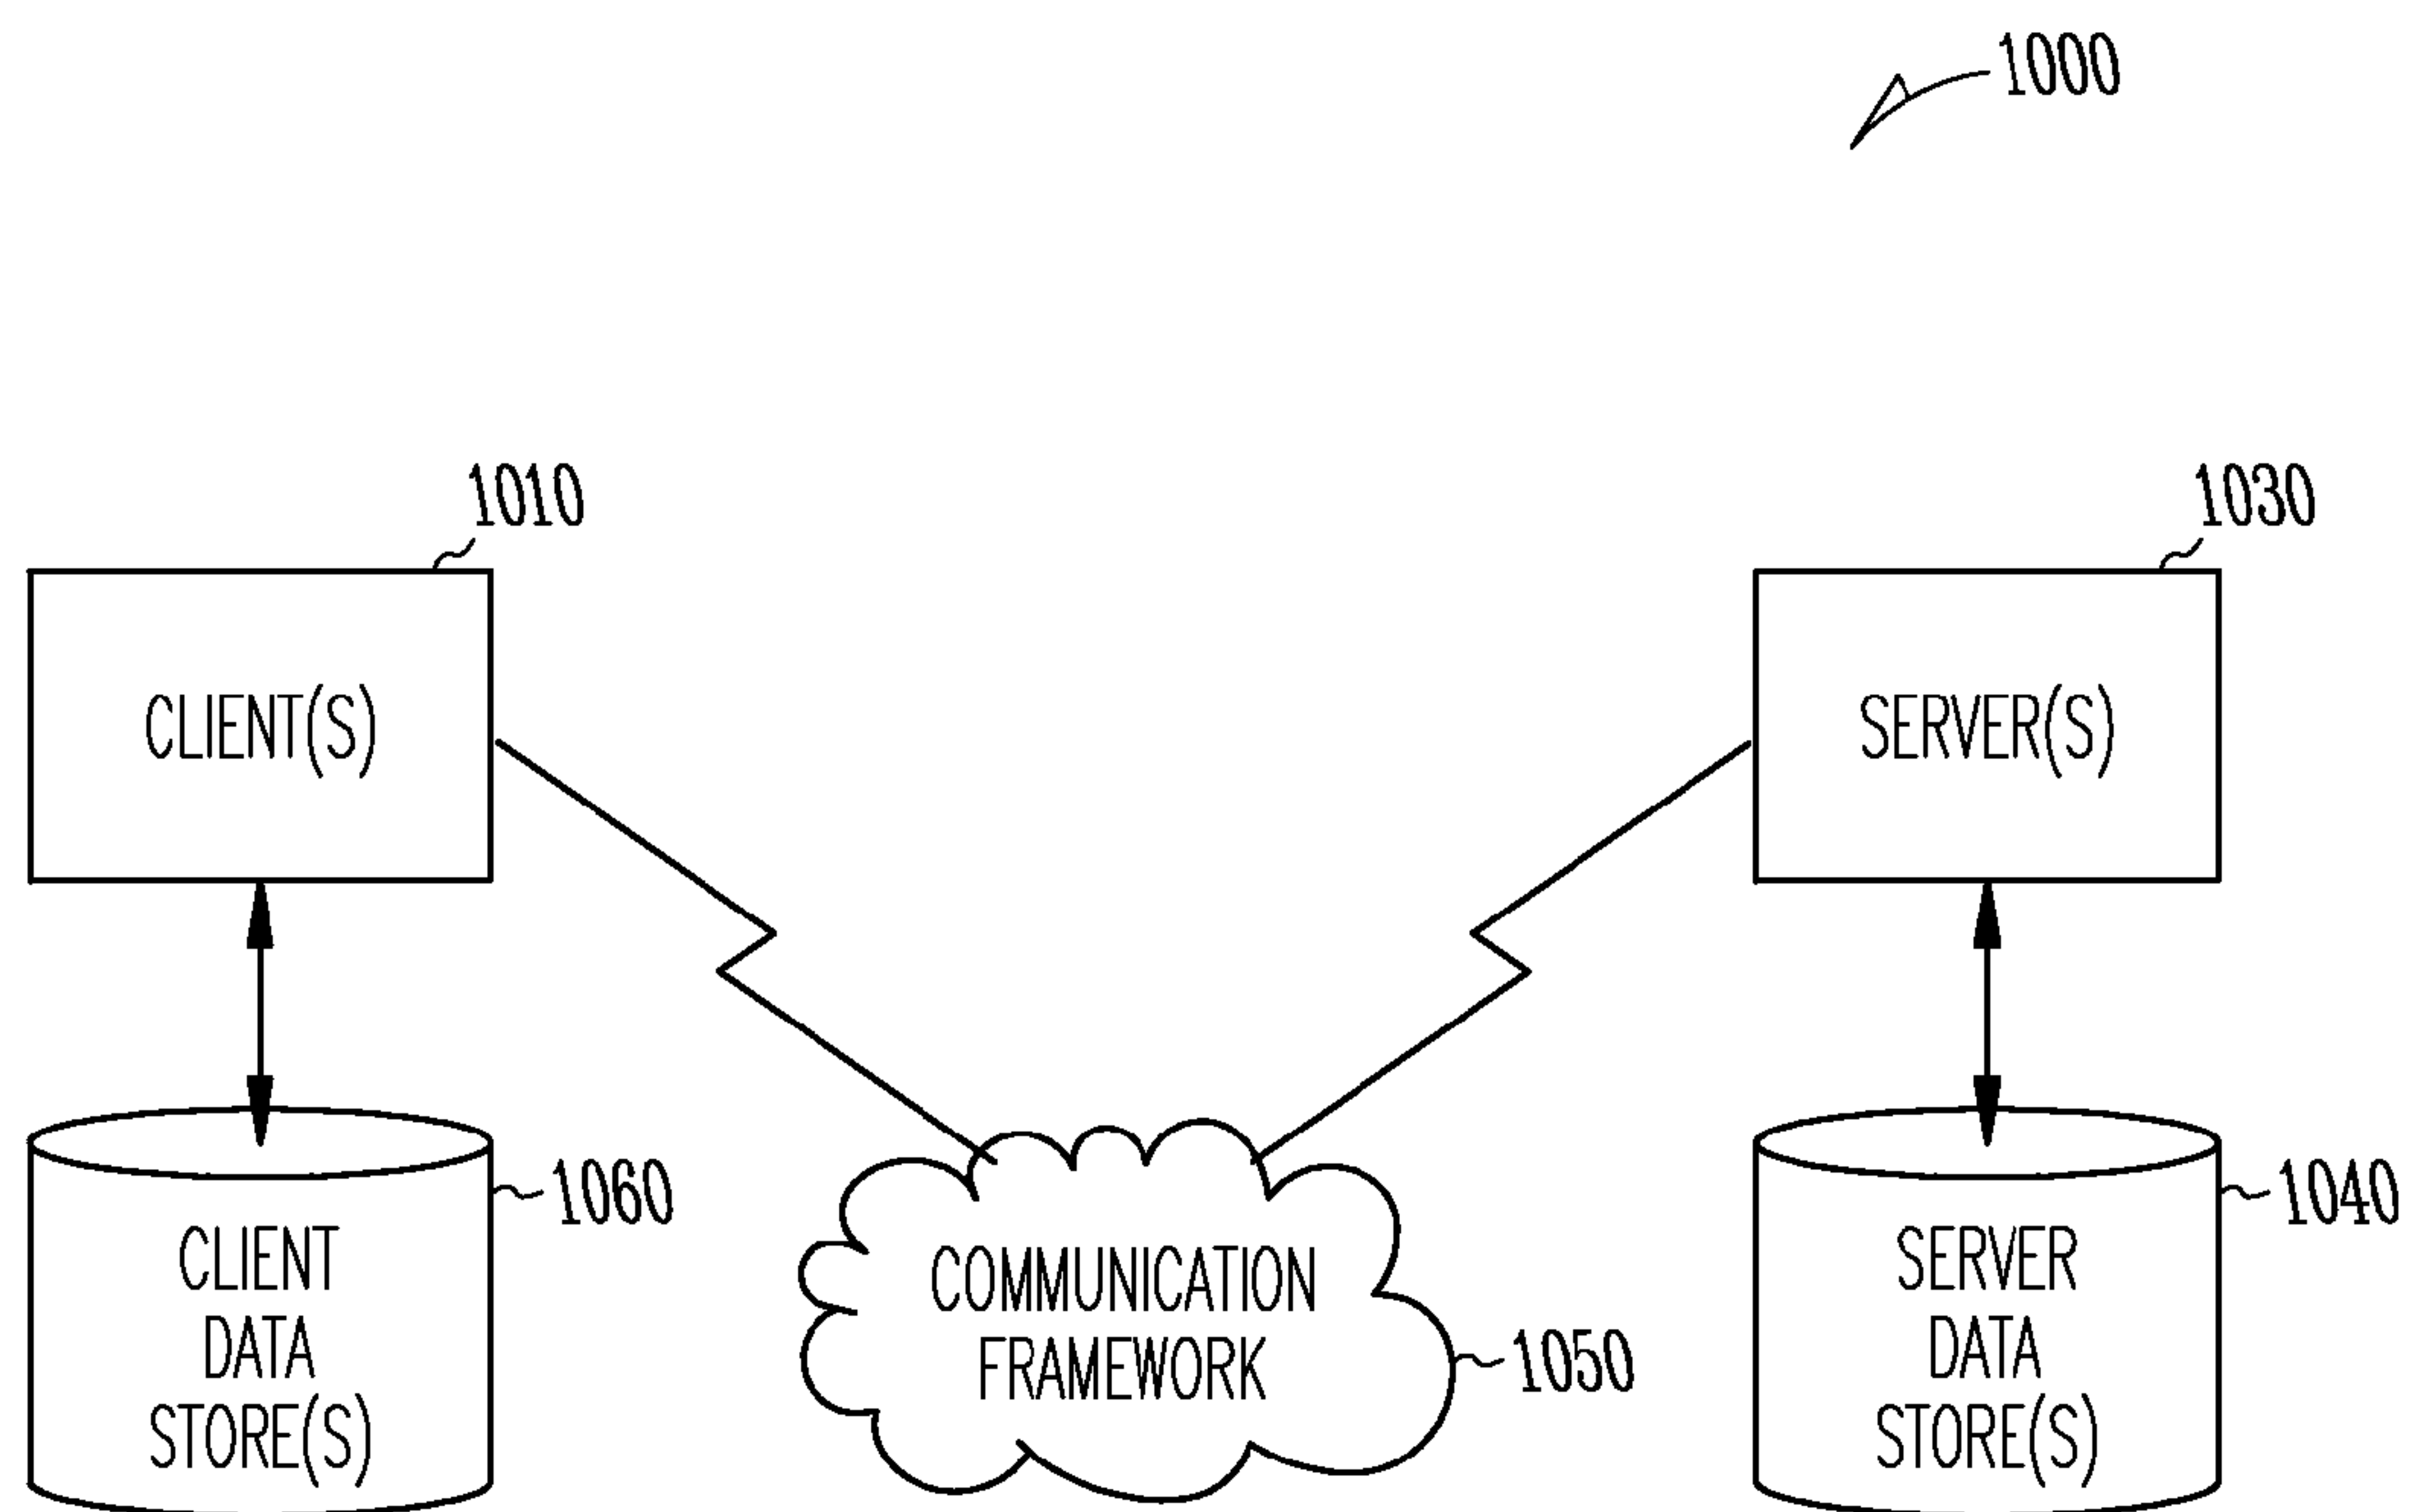 1000
1010
1030
CLIENT(S)
SERVER(S)
1060
1040
CLIENT
DATA
STORE(S)
COMMUNICATION
FRAMEWORK
1050
SERVER
DATA
STORE(S)